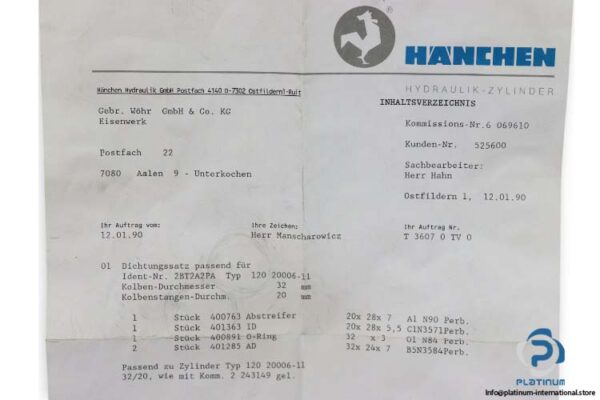 HÄNCHEN
HYDRAULIK-ZYLINDER
Hänchen Hydraulik GmbH Postfach 4140 D-7302 Ostfildern1-Ruit
INHALTSVERZEICHNIS
Gebr. Wöhr GmbH & Co. KG
Eisenwerk
Kommissions-Nr.6 069610
Kunden-Nr. 525600
Postfach 22
Sachbearbeiter:
Herr Hahn
7080 Aalen 9 - Unterkochen
Ostfildern 1, 12.01.90
Ihr Auftrag vom: Ihre Zeichen: Ihr Auftrag Nr.
12.01.90 Herr Manscharowicz T 3607 0 TV 0
01 Dichtungssatz passend für
Ident-Nr. 2BT2A2PA Typ 120 20006-11
Kolben-Durchmesser 32 mm
Kolbenstangen-Durchm. 20 mm
1 Stück 400763 Abstreifer 20x 28x 7 A1 N90 Perb.
1 Stück 401363 ID 20x 28x 5,5 C1N3571Perb.
1 Stück 400891 O-Ring 32 x 3 O1 N84 Perb.
2 Stück 401285 AD 32x 24x 7 B5N3584Perb.
Passend zu Zylinder Typ 120 20006-11
32/20, wie mit Komm. 2 243149 gel.
PLATINUM
INTERNATIONAL
Info@platinum-international.store